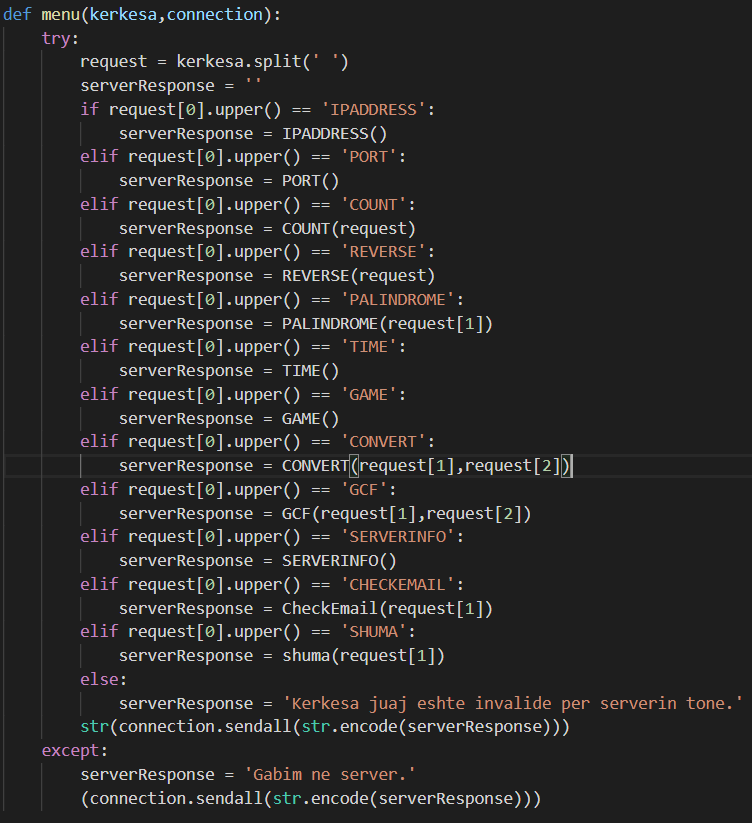 def menu(kerkesa,connection):
    try:
        request = kerkesa.split(' ')
        serverResponse = ''
        if request[0].upper() == 'IPADDRESS':
            serverResponse = IPADDRESS()
        elif request[0].upper() == 'PORT':
            serverResponse = PORT()
        elif request[0].upper() == 'COUNT':
            serverResponse = COUNT(request)
        elif request[0].upper() == 'REVERSE':
            serverResponse = REVERSE(request)
        elif request[0].upper() == 'PALINDROME':
            serverResponse = PALINDROME(request[1])
        elif request[0].upper() == 'TIME':
            serverResponse = TIME()
        elif request[0].upper() == 'GAME':
            serverResponse = GAME()
        elif request[0].upper() == 'CONVERT':
            serverResponse = CONVERT(request[1],request[2])
        elif request[0].upper() == 'GCF':
            serverResponse = GCF(request[1],request[2])
        elif request[0].upper() == 'SERVERINFO':
            serverResponse = SERVERINFO()
        elif request[0].upper() == 'CHECKEMAIL':
            serverResponse = CheckEmail(request[1])
        elif request[0].upper() == 'SHUMA':
            serverResponse = shuma(request[1])
        else:
            serverResponse = 'Kerkesa juaj eshte invalide per serverin tone.'
        str(connection.sendall(str.encode(serverResponse)))
    except:
        serverResponse = 'Gabim ne server.'
        (connection.sendall(str.encode(serverResponse)))